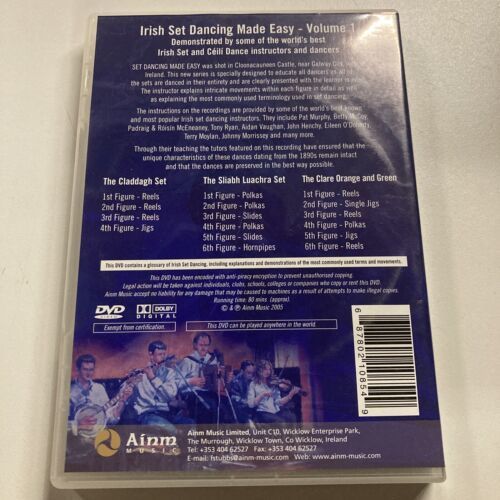 Irish Set Dancing Made Easy - Volume 1
Demonstrated by some of the world's best
Irish Set and Céilí Dance instructors and dancers
SET DANCING MADE EASY was shot in Cloonacauneen Castle, near Galway City, in
Ireland. This new series is specially designed to educate all dancers as all of
the sets are danced in their entirety and are clearly presented with the learner in mind.
The instructor explains intricate movements within each figure in detail as well
as explaining the most commonly used terminology used in set dancing.
The instructions on the recordings are provided by some of the world's best known
and most popular Irish set dancing instructors. They include Pat Murphy, Betty McCoy,
Padraig & Róisín McEneaney, Tony Ryan, Aidan Vaughan, John Henchy, Eileen O'Doherty,
Terry Moylan, Johnny Morrissey and many more.
Through their teaching the tutors featured on this recording have ensured that the
unique characteristics of these dances dating from the 1890s remain intact
and that the dances are preserved in the best way possible.
The Claddagh Set
1st Figure - Reels
2nd Figure - Reels
3rd Figure - Reels
4th Figure - Jigs
The Sliabh Luachra Set
1st Figure - Polkas
2nd Figure - Polkas
3rd Figure - Slides
4th Figure - Polkas
5th Figure - Slides
6th Figure - Hornpipes
The Clare Orange and Green
1st Figure - Reels
2nd Figure - Single Jigs
3rd Figure - Reels
4th Figure - Reels
5th Figure - Jigs
6th Figure - Reels
This DVD contains a glossary of Irish Set Dancing, including explanations and demonstrations of the most commonly used terms and movements.
This DVD has been encoded with anti-piracy encryption to prevent unauthorised copying.
Legal action will be taken against individuals, clubs, schools, colleges or companies who copy or rent this DVD.
Ainm Music accept no liability for any damage that may be caused to machines as a result of attempts to make illegal copies.
Running time: 80 mins (approx).
© & ℗ Ainm Music 2005
DVD
DOLBY
DIGITAL
Exempt from certification.
This DVD can be played anywhere in the world.
6 87802 10854 9
Ainm
MUSIC
Ainm Music Limited, Unit C10, Wicklow Enterprise Park,
The Murrough, Wicklow Town, Co Wicklow, Ireland
Tel: +353 404 62527 Fax: +353 404 62527
E-mail: fstubbs@ainm-music.com Web: www.ainm-music.com